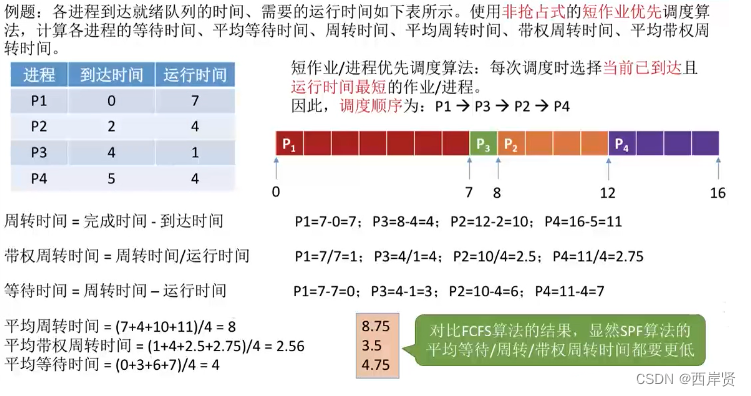 例题：各进程到达就绪队列的时间、需要的运行时间如下表所示。使用非抢占式的短作业优先调度算
法，计算各进程的等待时间、平均等待时间、周转时间、平均周转时间、带权周转时间、平均带权周
转时间。
进程 到达时间 运行时间
P1 0 7
P2 2 4
P3 4 1
P4 5 4
短作业/进程优先调度算法：每次调度时选择当前已到达且
运行时间最短的作业/进程。
因此，调度顺序为：P1 → P3 → P2 → P4
P1 P3 P2 P4
0 7 8 12 16
周转时间 = 完成时间 - 到达时间 P1=7-0=7；P3=8-4=4；P2=12-2=10；P4=16-5=11
带权周转时间 = 周转时间/运行时间 P1=7/7=1；P3=4/1=4；P2=10/4=2.5；P4=11/4=2.75
等待时间 = 周转时间 – 运行时间 P1=7-7=0；P3=4-1=3；P2=10-4=6；P4=11-4=7
平均周转时间 = (7+4+10+11)/4 = 8
平均带权周转时间 = (1+4+2.5+2.75)/4 = 2.56
平均等待时间 = (0+3+6+7)/4 = 4
8.75
3.5
4.75
对比FCFS算法的结果，显然SPF算法的
平均等待/周转/带权周转时间都要更低
CSDN @西岸贤